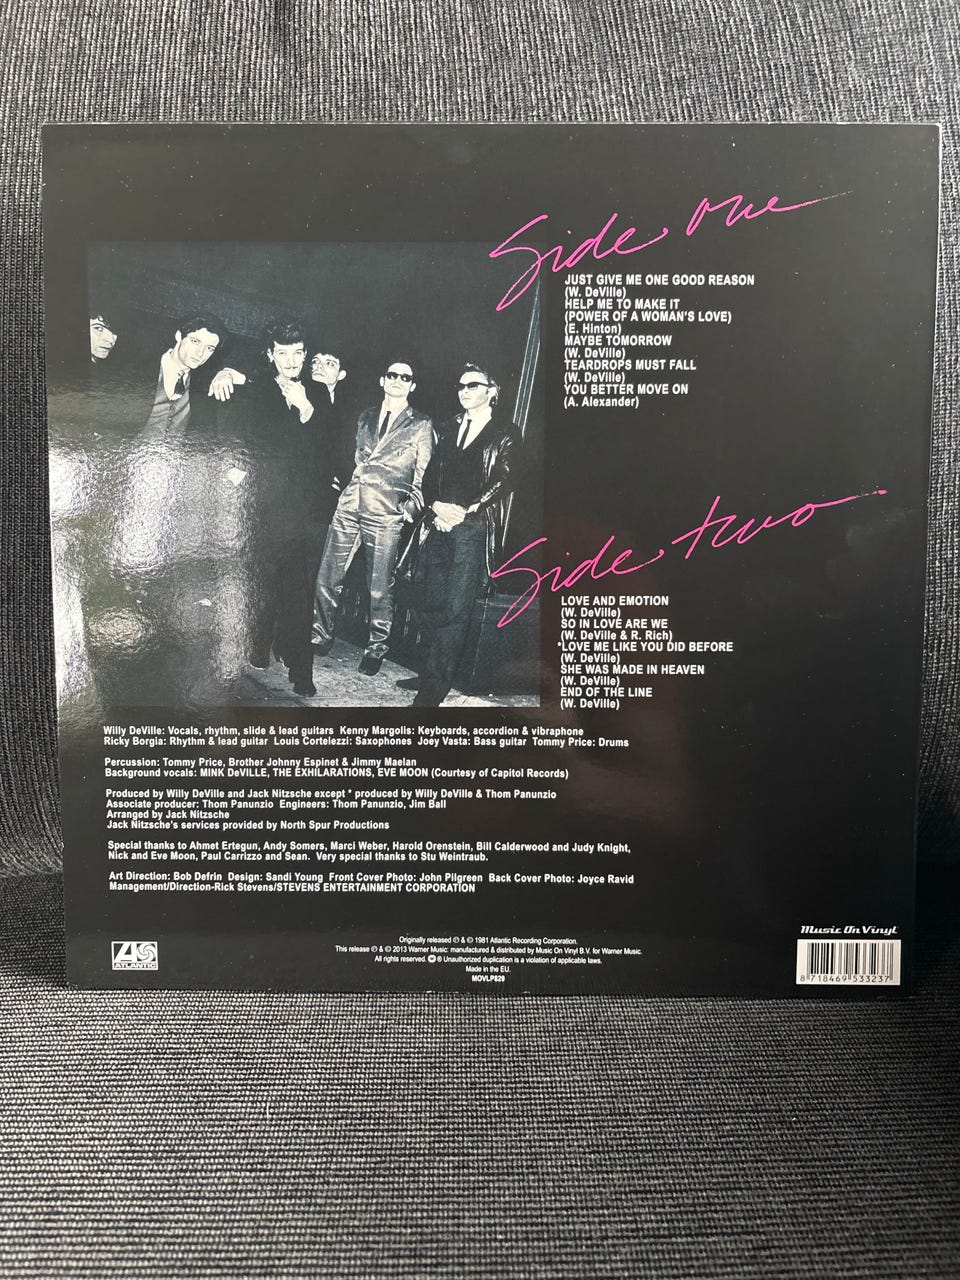 Side one
JUST GIVE ME ONE GOOD REASON
(W. DeVille)
HELP ME TO MAKE IT
(POWER OF A WOMAN'S LOVE)
(E. Hinton)
MAYBE TOMORROW
(W. DeVille)
TEARDROPS MUST FALL
(W. DeVille)
YOU BETTER MOVE ON
(A. Alexander)
Side two
LOVE AND EMOTION
(W. DeVille)
SO IN LOVE ARE WE
(W. DeVille & R. Rich)
*LOVE ME LIKE YOU DID BEFORE
(W. DeVille)
SHE WAS MADE IN HEAVEN
(W. DeVille)
END OF THE LINE
(W. DeVille)
Willy DeVille: Vocals, rhythm, slide & lead guitars Kenny Margolis: Keyboards, accordion & vibraphone
Ricky Borgia: Rhythm & lead guitar Louis Cortelezzi: Saxophones Joey Vasta: Bass guitar Tommy Price: Drums
Percussion: Tommy Price, Brother Johnny Espinet & Jimmy Maelan
Background vocals: MINK DeVILLE, THE EXHILARATIONS, EVE MOON (Courtesy of Capitol Records)
Produced by Willy DeVille and Jack Nitzsche except * produced by Willy DeVille & Thom Panunzio
Associate producer: Thom Panunzio Engineers: Thom Panunzio, Jim Ball
Arranged by Jack Nitzsche
Jack Nitzsche's services provided by North Spur Productions
Special thanks to Ahmet Ertegun, Andy Somers, Marci Weber, Harold Orenstein, Bill Calderwood and Judy Knight,
Nick and Eve Moon, Paul Carrizzo and Sean. Very special thanks to Stu Weintraub.
Art Direction: Bob Defrin Design: Sandi Young Front Cover Photo: John Pilgreen Back Cover Photo: Joyce Ravid
Management/Direction-Rick Stevens/STEVENS ENTERTAINMENT CORPORATION
ATLANTIC
Originally released ℗ & © 1981 Atlantic Recording Corporation.
This release ℗ & © 2013 Warner Music: manufactured & distributed by Music On Vinyl B.V. for Warner Music.
All rights reserved. ® Unauthorized duplication is a violation of applicable laws.
Made in the EU.
MOVLP829
Music On Vinyl
8 718469 533237